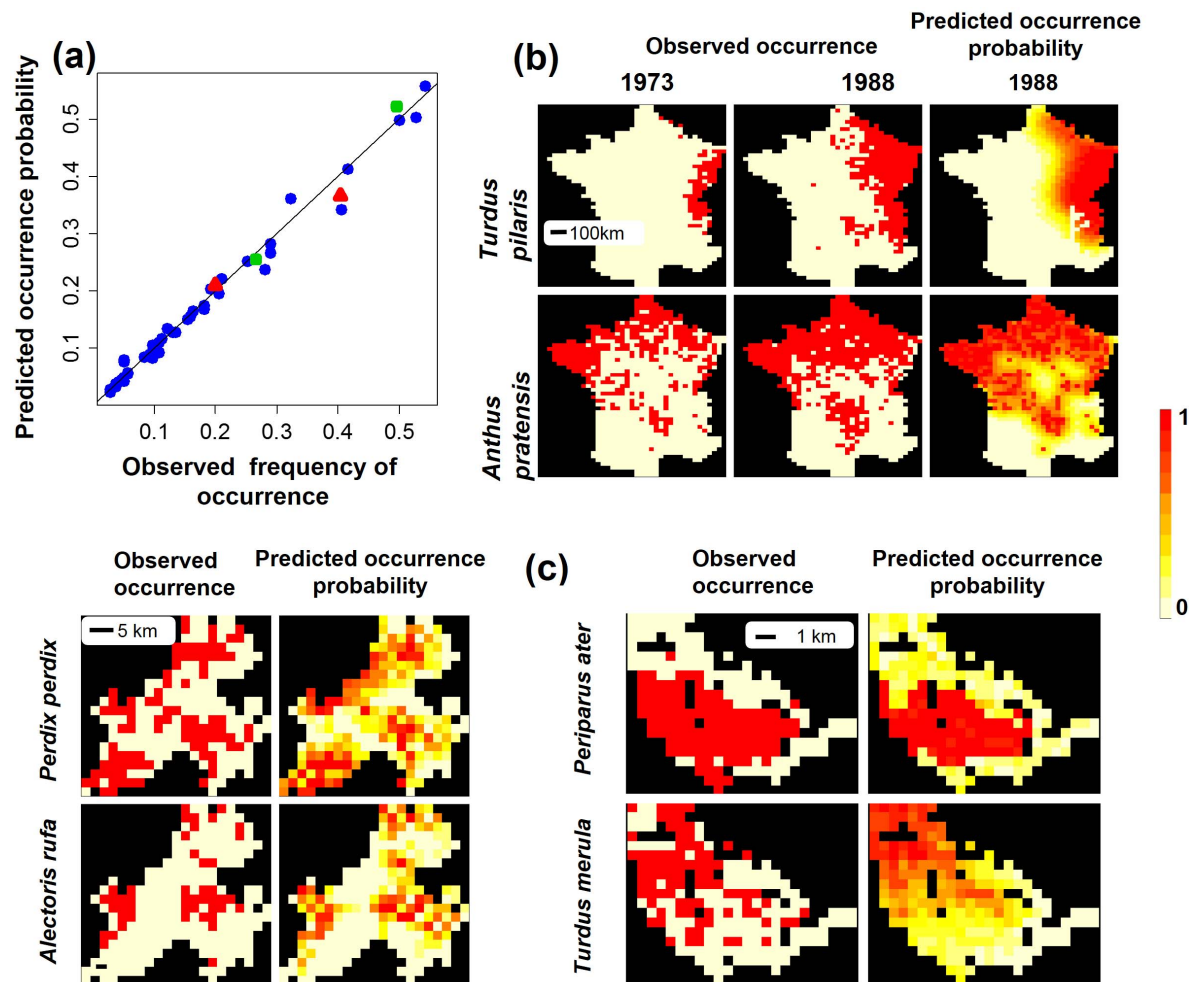 (a)
Predicted occurrence probability
0.5
0.4
0.3
0.2
0.1
0.1 0.2 0.3 0.4 0.5
Observed frequency of
occurrence
(b)
Observed occurrence
Predicted occurrence
probability
1973
1988
1988
Turdus
pilaris
100km
Anthus
pratensis
1
0
Observed
occurrence
Predicted occurrence
probability
Perdix perdix
5 km
Alectoris rufa
(c)
Observed
occurrence
Predicted occurrence
probability
Periparus ater
1 km
Turdus merula